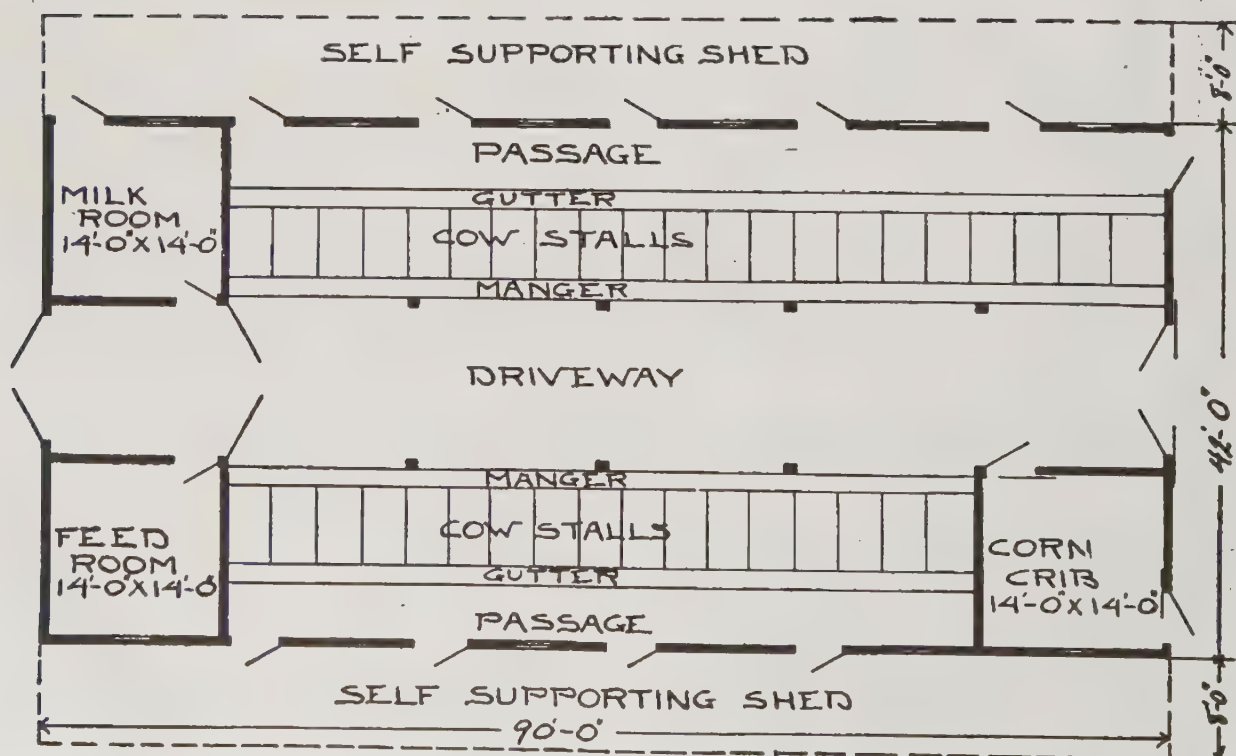 SELF SUPPORTING SHED
8'-0"
PASSAGE
GUTTER
MILK
ROOM
14'-0"X14'-0"
COW STALLS
MANGER
DRIVEWAY
42'-0"
MANGER
COW STALLS
FEED
ROOM
14'-0"X14'-0"
CORN
CRIB
14'-0"X14'-0"
GUTTER
PASSAGE
SELF SUPPORTING SHED
8'-0"
90'-0"